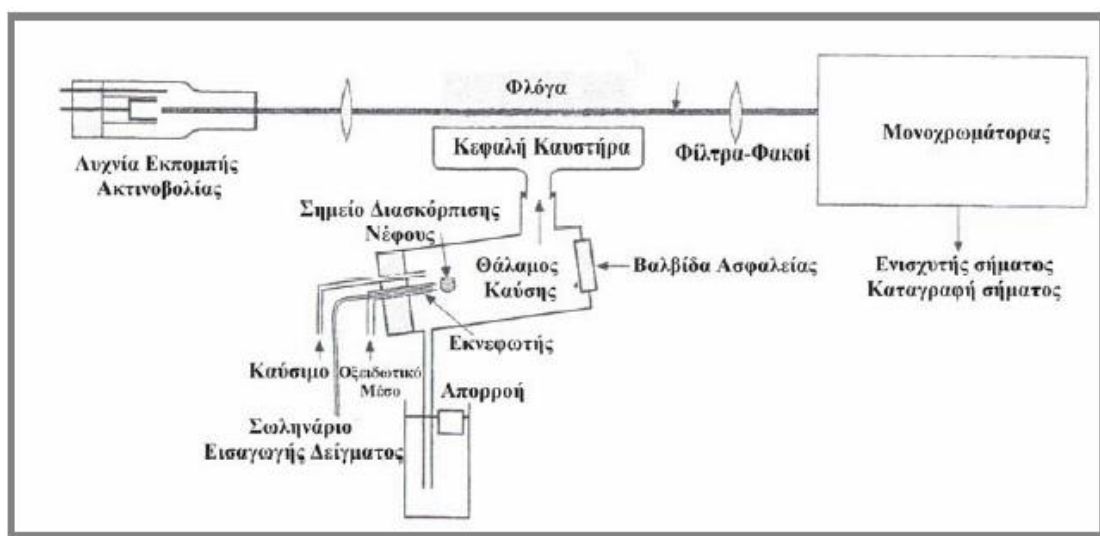 Φλόγα
Μονοχρωμάτορας
Κεφαλή Καυστήρα
Φίλτρα-Φακοί
Λυχνία Εκπομπής
Ακτινοβολίας
Σημείο Διασκόρπισης
Νέφους
Θάλαμος
Καύσης
Βαλβίδα Ασφαλείας
Ενισχυτής σήματος
Καταγραφή σήματος
Εκνεφωτής
Καύσιμο
Οξειδωτικό
Μέσο
Απορροή
Σωληνάριο
Εισαγωγής Δείγματος